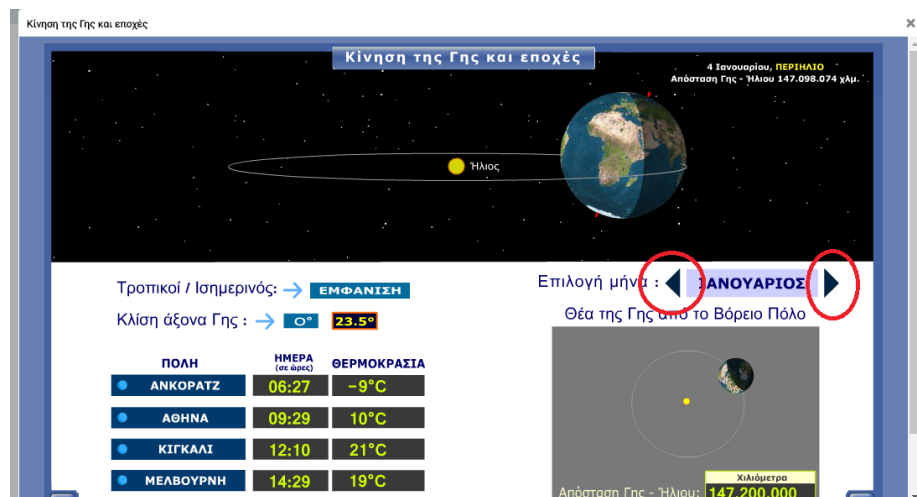 Κίνηση της Γης και εποχές
Κίνηση της Γης και εποχές
4 Ιανουαρίου, ΠΕΡΙΗΛΙΟ
Απόσταση Γης - Ήλιου 147.098.074 χλμ.
Ήλιος
Τροπικοί / Ισημερινός: → ΕΜΦΑΝΙΣΗ
Κλίση άξονα Γης : → 0° 23.5°
Επιλογή μήνα : ΙΑΝΟΥΑΡΙΟΣ
Θέα της Γης από το Βόρειο Πόλο
ΠΟΛΗ ΗΜΕΡΑ (σε ώρες) ΘΕΡΜΟΚΡΑΣΙΑ
ΑΝΚΟΡΑΤΖ 06:27 -9°C
ΑΘΗΝΑ 09:29 10°C
ΚΙΓΚΑΛΙ 12:10 21°C
ΜΕΛΒΟΥΡΝΗ 14:29 19°C
Χιλιόμετρα
Απόσταση Γης - Ήλιου: 147.200.000